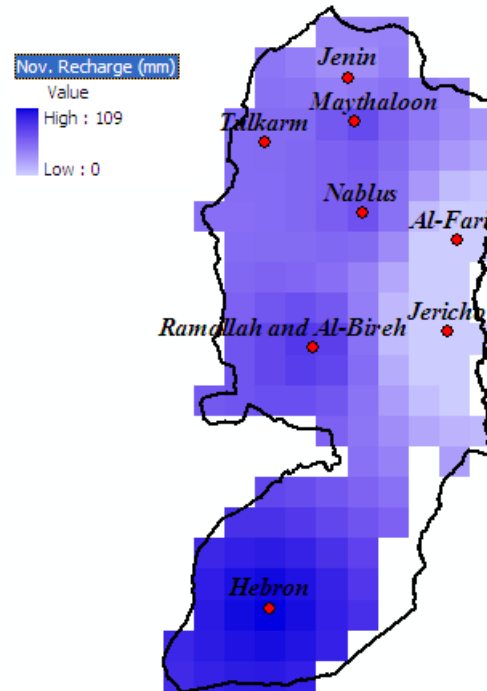 Nov. Recharge (mm)
Value
High : 109
Low : 0
Jenin
Maythaloon
Tulkarm
Nablus
Al-Fari
Jericho
Ramallah and Al-Bireh
Hebron